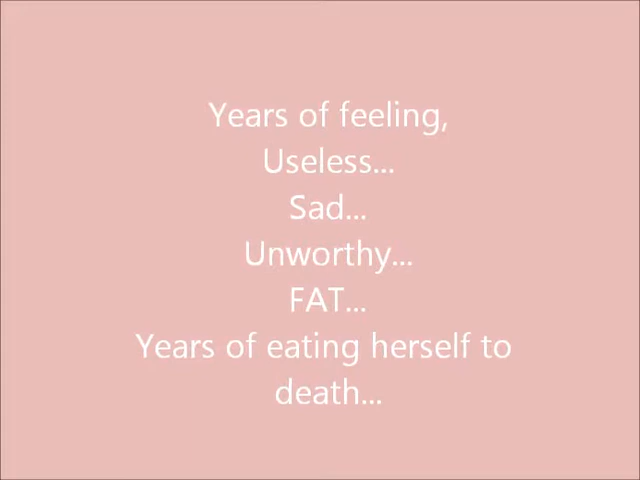 Years of feeling,
Useless...
Sad...
Unworthy...
FAT...
Years of eating herself to
death...